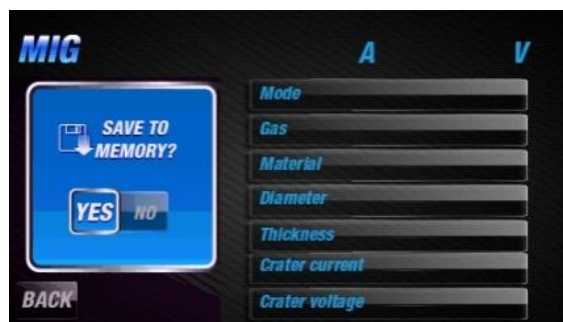 MIG
A V
SAVE TO
MEMORY?
YES NO
BACK
Mode
Gas
Material
Diameter
Thickness
Crater current
Crater voltage